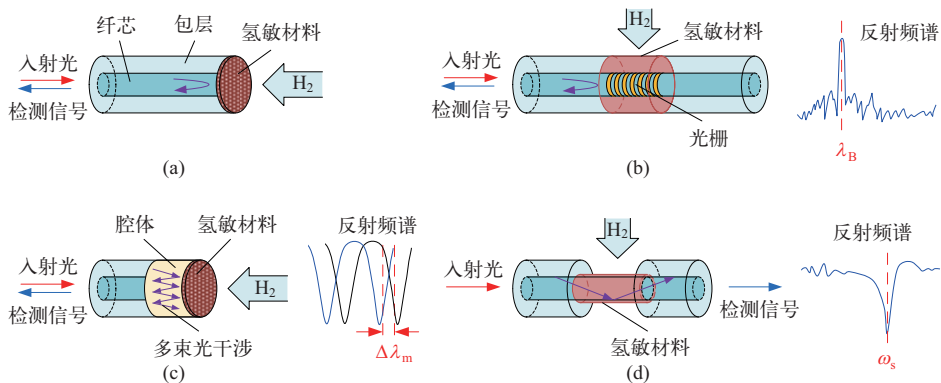 纤芯
包层
氢敏材料
入射光
检测信号
H2
(a)
H2
氢敏材料
反射频谱
入射光
检测信号
光栅
λB
(b)
腔体
氢敏材料
反射频谱
入射光
检测信号
H2
多束光干涉
Δλm
(c)
H2
反射频谱
入射光
检测信号
氢敏材料
ωs
(d)